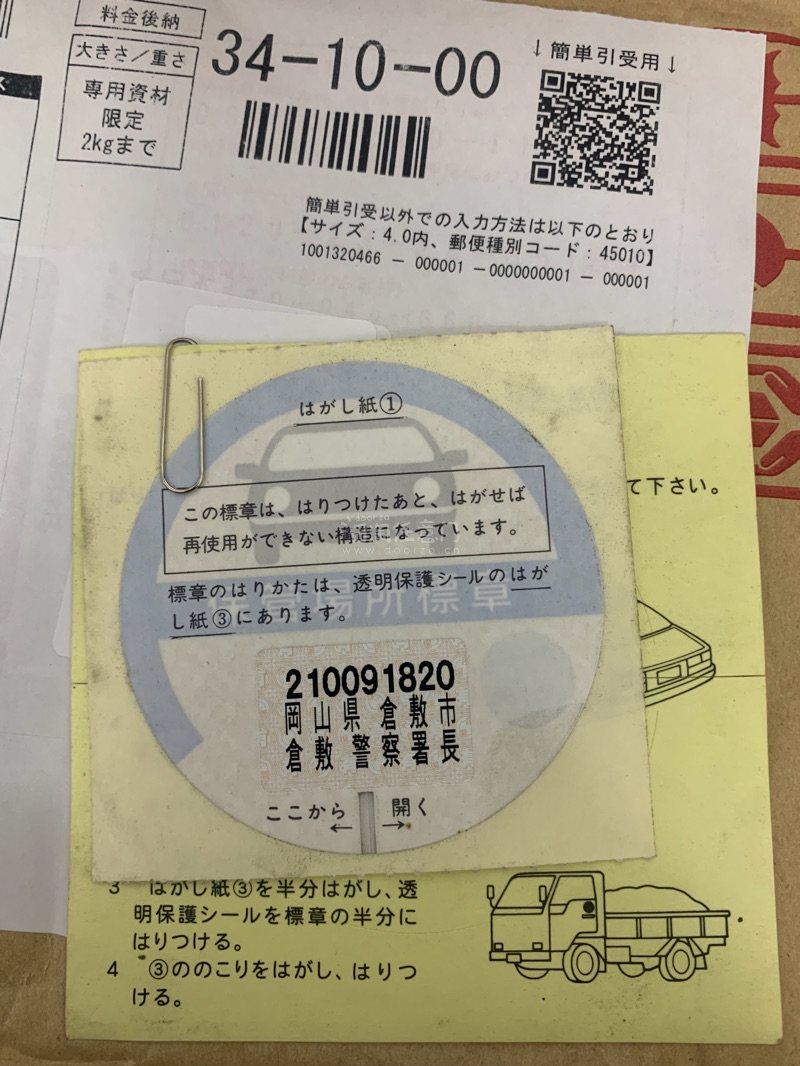 料金後納
大きさ／重さ
専用資材
限定
2kgまで
34-10-00
↓簡単引受用↓
簡単引受以外での入力方法は以下のとおり
【サイズ：4.0内、郵便種別コード：45010】
1001320466 - 000001 -0000000001 - 000001
はがし紙①
この標章は、はりつけたあと、はがせば
再使用ができない構造になっています。
て下さい。
www.doorzo.cn
標章のはりかたは、透明保護シールのはが
し紙③にあります。
場所標章
210091820
岡山県 倉敷市
倉敷 警察署長
ここから 開く
← →
3 はがし紙③を半分はがし、透
明保護シールを標章の半分に
はりつける。
4 ③ののこりをはがし、はりつ
ける。